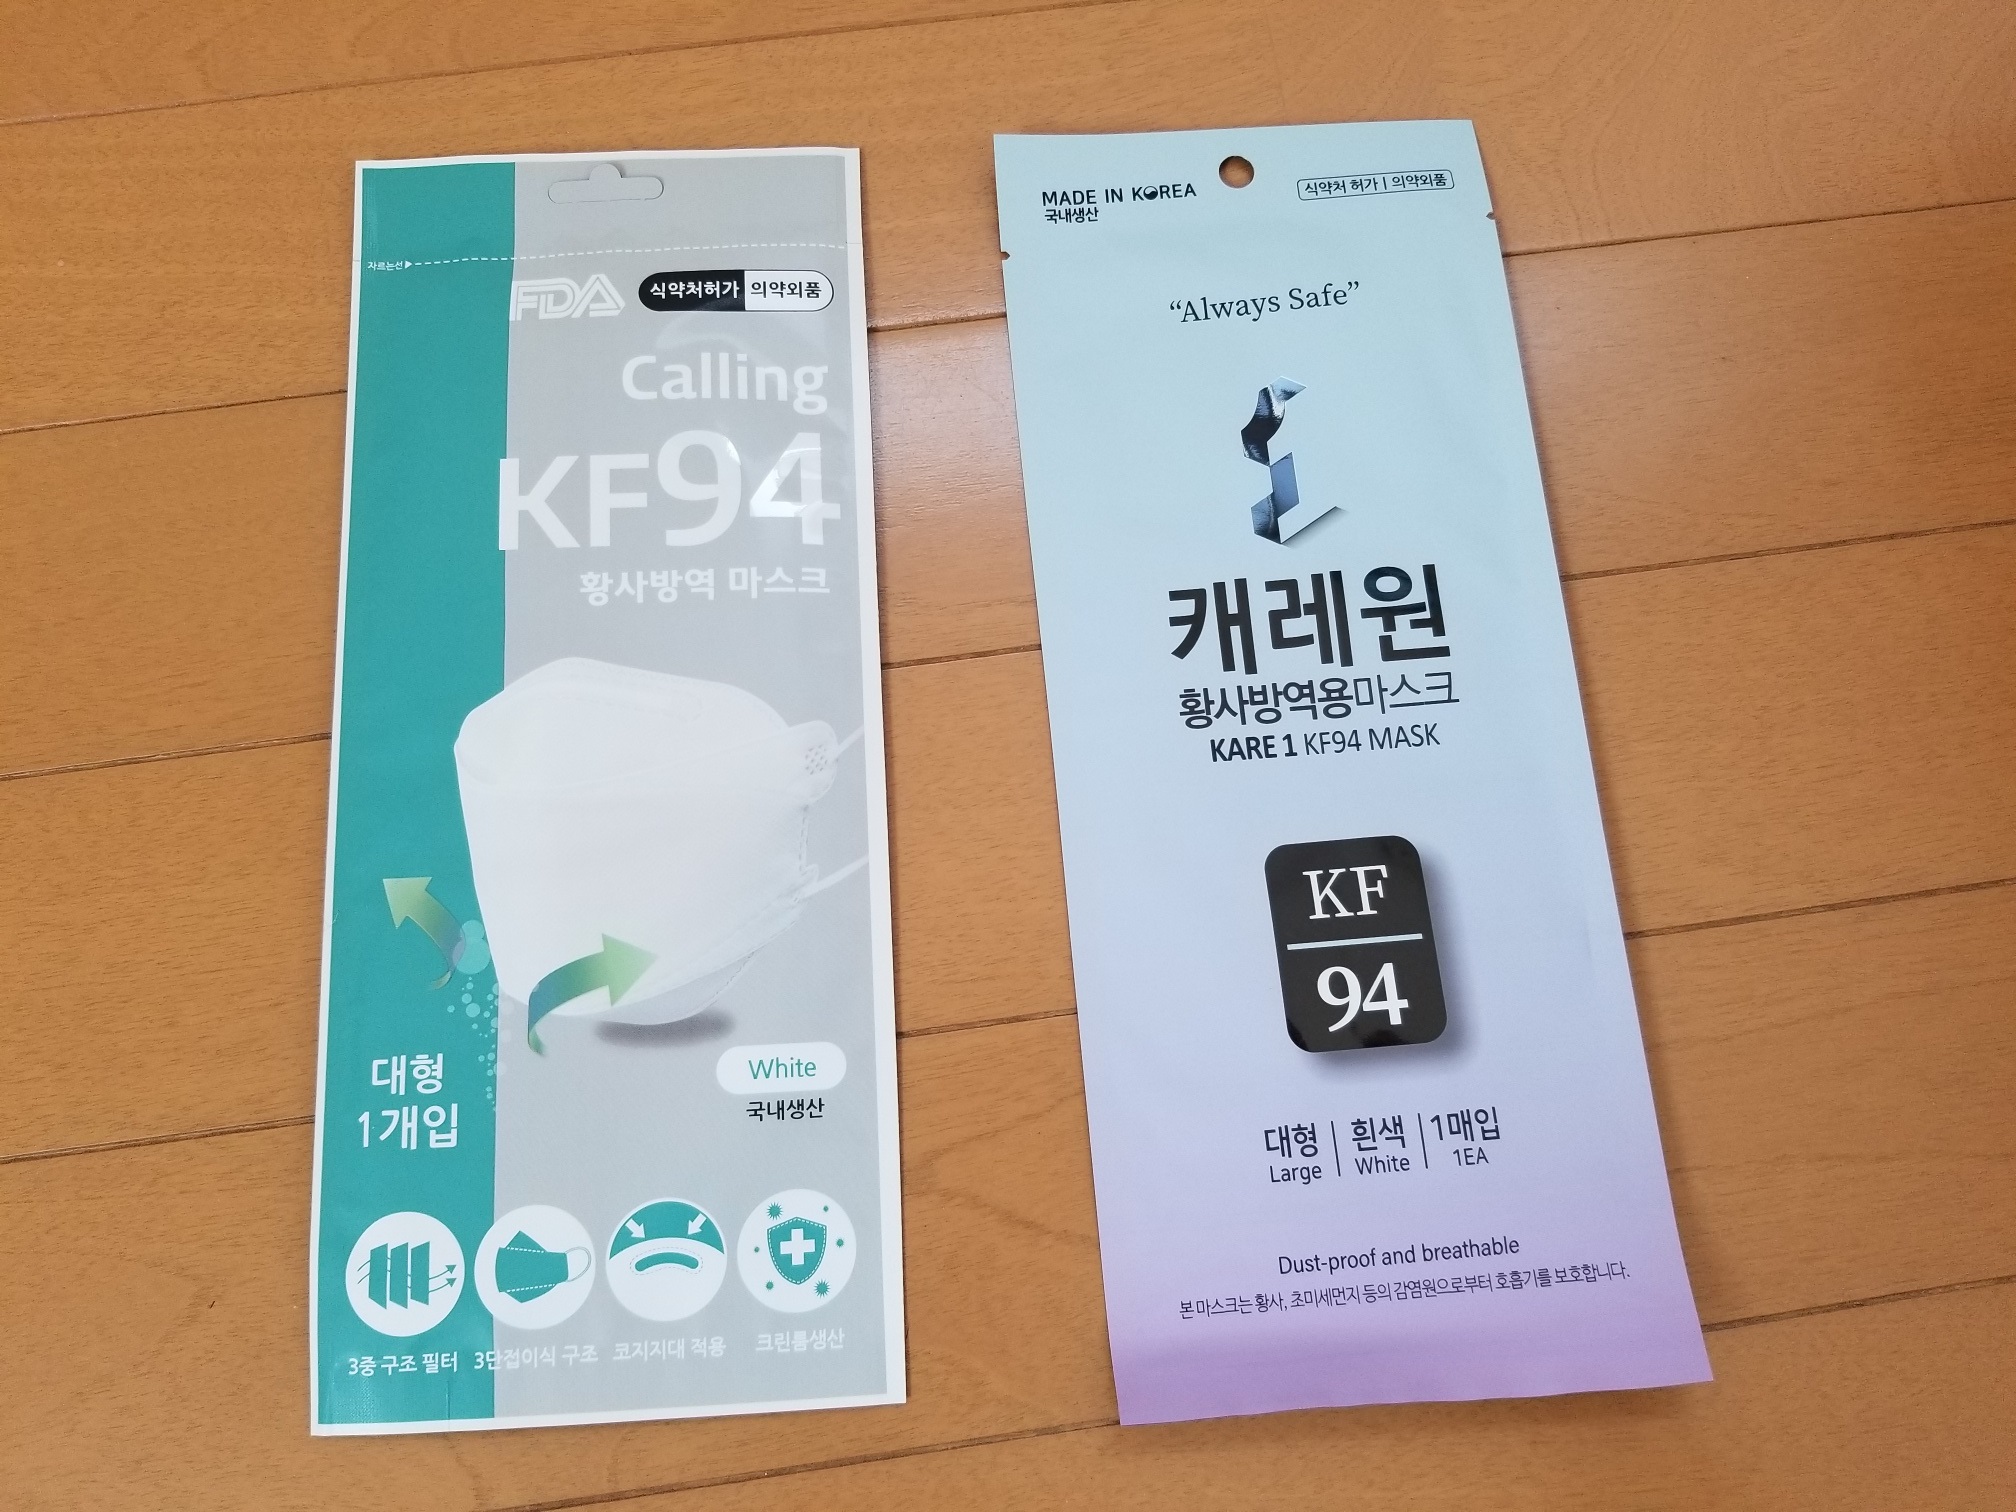 자르는선▶
FDA
식약처허가 의약외품
Calling
KF94
황사방역 마스크
대형
1개입
White
국내생산
3중 구조 필터 3단접이식 구조 코지지대 적용 크린룸생산
MADE IN KOREA
국내생산
식약처 허가 | 의약외품
“Always Safe”
캐레원
황사방역용마스크
KARE 1 KF94 MASK
KF
94
대형 | 흰색 | 1매입
Large White 1EA
Dust-proof and breathable
본 마스크는 황사, 초미세먼지 등의 감염원으로부터 호흡기를 보호합니다.